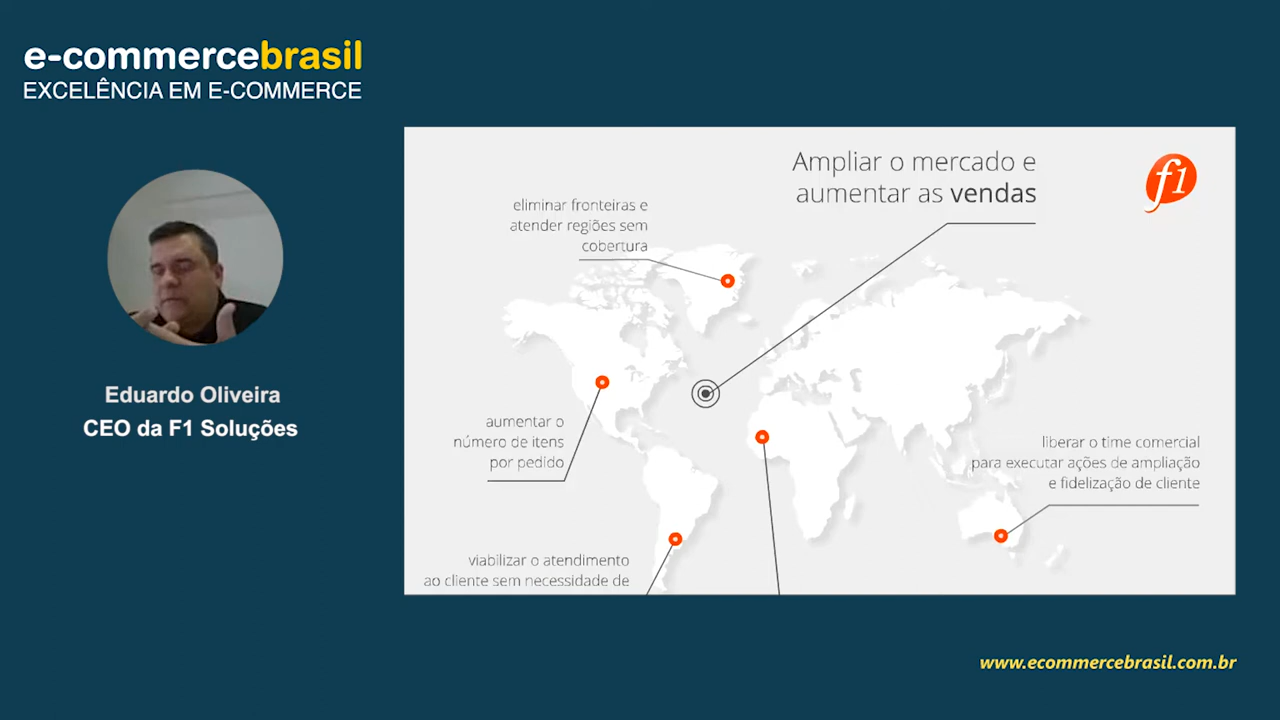 e-commercebrasil
EXCELÊNCIA EM E-COMMERCE
Eduardo Oliveira
CEO da F1 Soluções
Ampliar o mercado e
aumentar as vendas
f1
eliminar fronteiras e
atender regiões sem
cobertura
aumentar o
número de itens
por pedido
liberar o time comercial
para executar ações de ampliação
e fidelização de cliente
viabilizar o atendimento
ao cliente sem necessidade de
www.ecommercebrasil.com.br